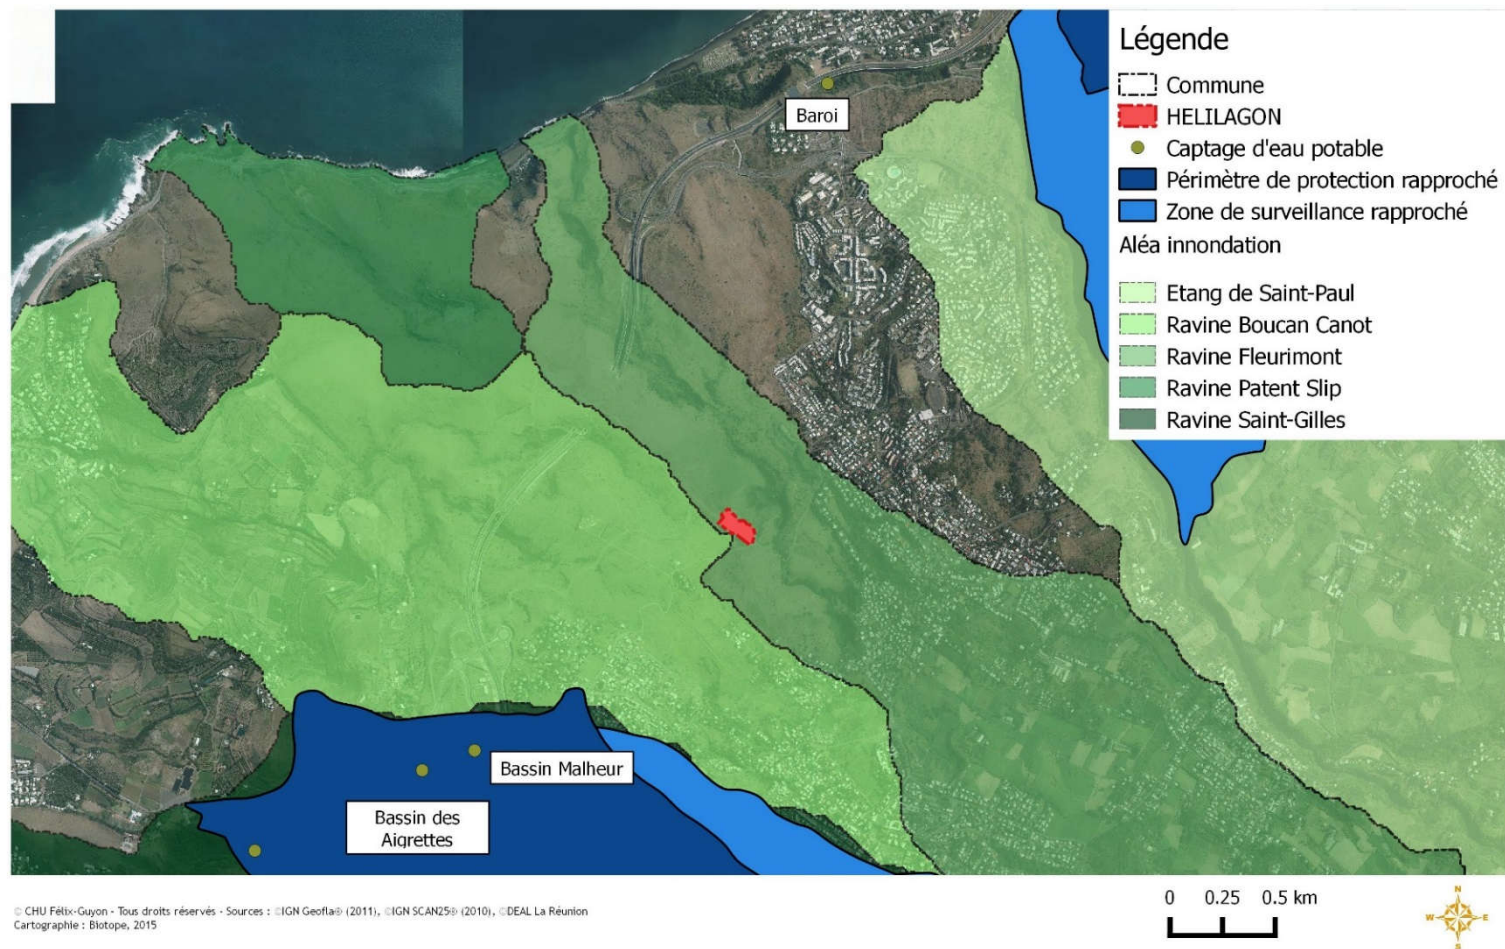 Légende
Commune
HELILAGON
Captage d'eau potable
Périmètre de protection rapproché
Zone de surveillance rapproché
Aléa innondation
Etang de Saint-Paul
Ravine Boucan Canot
Ravine Fleurimont
Ravine Patent Slip
Ravine Saint-Gilles
Baroi
Bassin Malheur
Bassin des
Aigrettes
© CHU Félix-Guyon - Tous droits réservés - Sources : ©IGN Geofla® (2011), ©IGN SCAN25® (2010), ©DEAL La Réunion
Cartographie : Biotope, 2015
0 0.25 0.5 km
N
W E
S